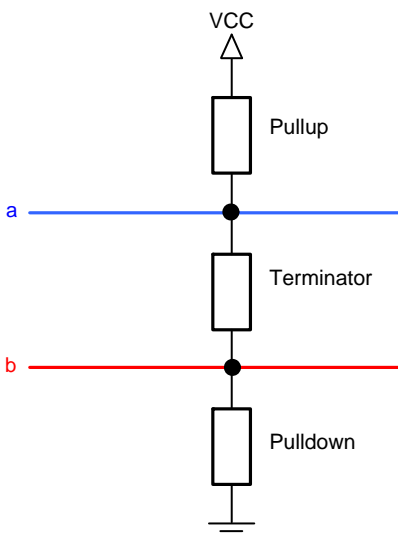 VCC
Pullup
a
Terminator
b
Pulldown